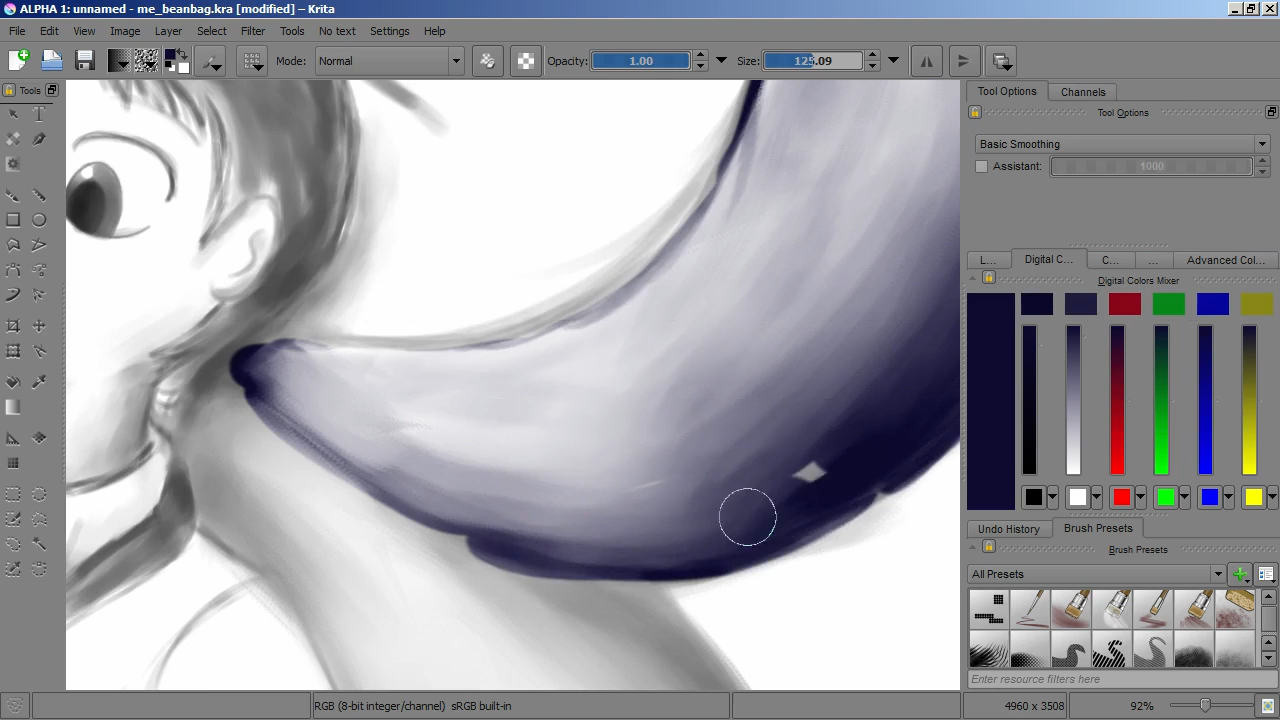 ALPHA 1: unnamed - me_beanbag.kra [modified] – Krita
File Edit View Image Layer Select Filter Tools No text Settings Help
Mode: Normal Opacity: 1.00 Size: 125.09
Tools
Tool Options Channels
Tool Options
Basic Smoothing
Assistant: 1000
L... Digital C... C... ... Advanced Col...
Digital Colors Mixer
Undo History Brush Presets
Brush Presets
All Presets
Enter resource filters here
RGB (8-bit integer/channel) sRGB built-in 4960 x 3508 92%